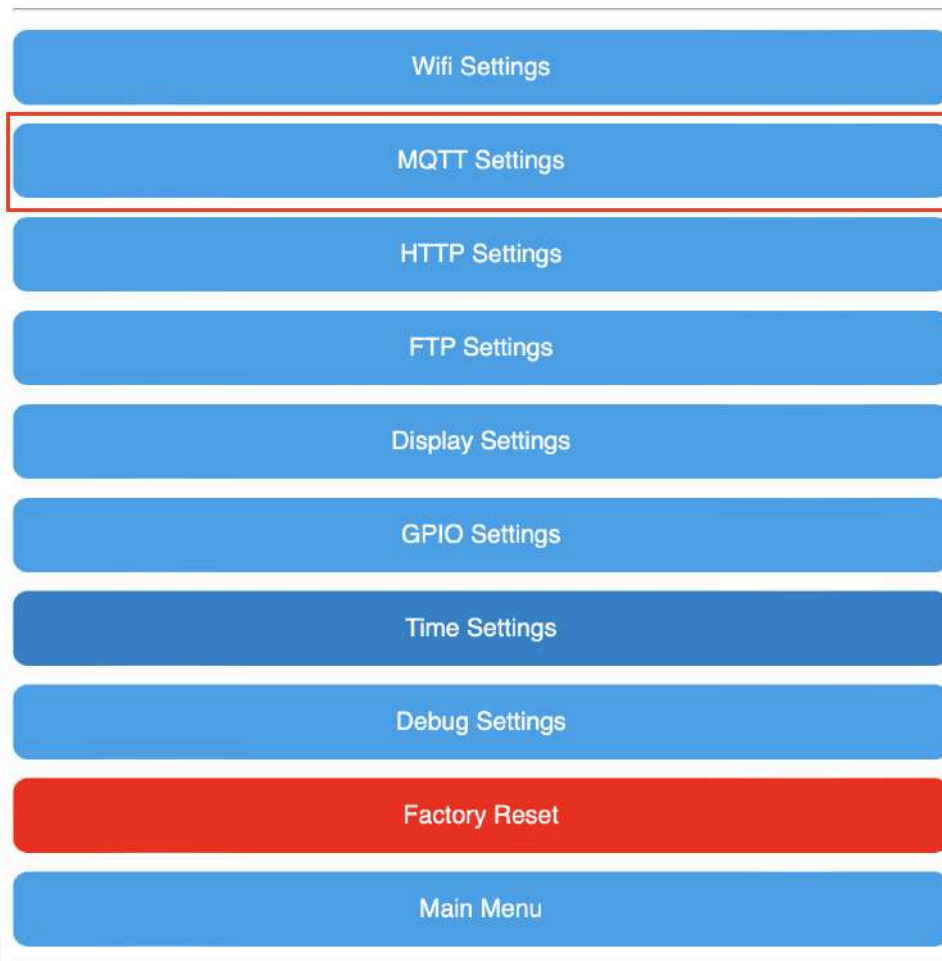 Wifi Settings
MQTT Settings
HTTP Settings
FTP Settings
Display Settings
GPIO Settings
Time Settings
Debug Settings
Factory Reset
Main Menu